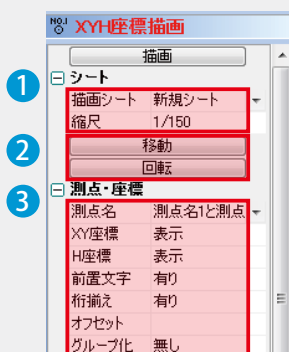 No.1 XYH座標描画
描画
1 シート
描画シート 新規シート
縮尺 1/150
2 移動
回転
3 測点・座標
測点名 測点名1と測点
XY座標 表示
H座標 表示
前置文字 有り
桁揃え 有り
オフセット
グループ化 無し